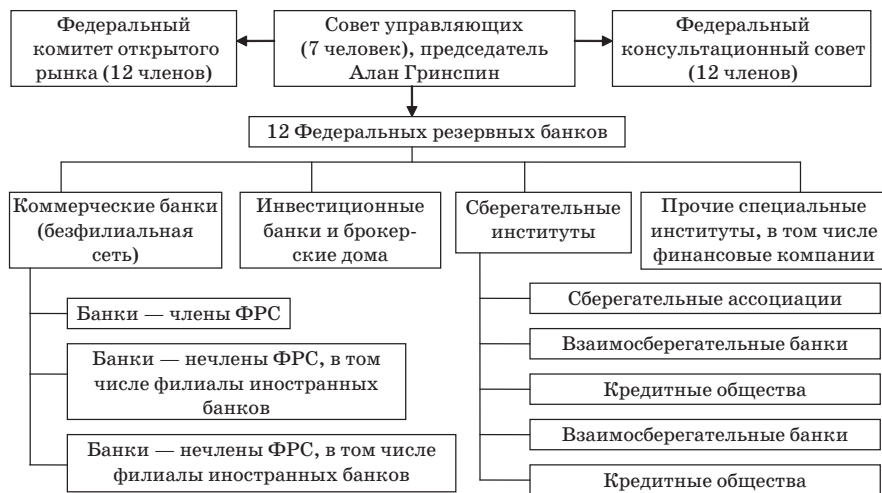 Федеральный
комитет открытого
рынка (12 членов)
Совет управляющих
(7 человек), председатель
Алан Гринспин
Федеральный
консультационный совет
(12 членов)
12 Федеральных резервных банков
Коммерческие банки
(безфилиальная
сеть)
Инвестиционные
банки и брокер-
ские дома
Сберегательные
институты
Прочие специальные
институты, в том числе
финансовые компании
Банки — члены ФРС
Банки — нечлены ФРС, в том
числе филиалы иностранных
банков
Банки — нечлены ФРС, в том числе
филиалы иностранных банков
Сберегательные ассоциации
Взаимосберегательные банки
Кредитные общества
Взаимосберегательные банки
Кредитные общества